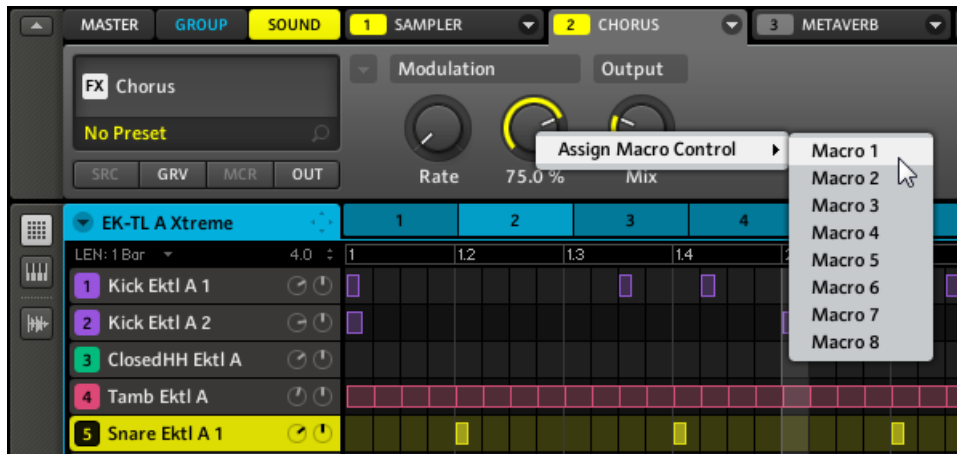 MASTER GROUP SOUND 1 SAMPLER 2 CHORUS 3 METAVERB
Modulation Output
FX Chorus
No Preset
Assign Macro Control Macro 1
SRC GRV MCR OUT Rate 75.0 % Mix Macro 2
Macro 3
EK-TL A Xtreme 1 2 3 4 Macro 4
LEN: 1 Bar 4.0 1 1.2 1.3 1.4 Macro 5
1 Kick Ektl A 1 Macro 6
2 Kick Ektl A 2 Macro 7
Macro 8
3 ClosedHH Ektl A
4 Tamb Ektl A
5 Snare Ektl A 1